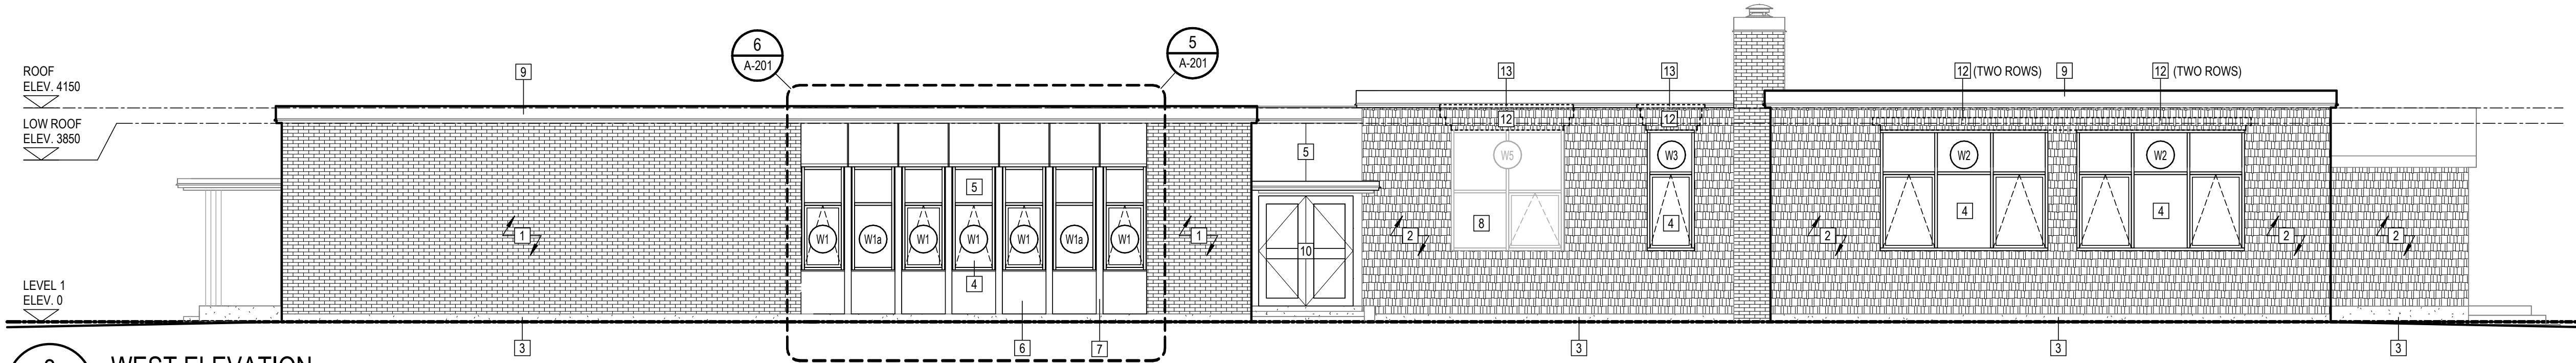 6
A-201
5
A-201
ROOF
ELEV. 4150
9
13
13
12 (TWO ROWS)
9
12 (TWO ROWS)
LOW ROOF
ELEV. 3850
12
12
5
W5
W3
W2
W2
5
4
8
4
4
1
W1
W1a
W1
W1
W1
W1a
W1
1
10
2
2
2
2
4
LEVEL 1
ELEV. 0
3
6
7
3
3
3
WEST ELEVATION